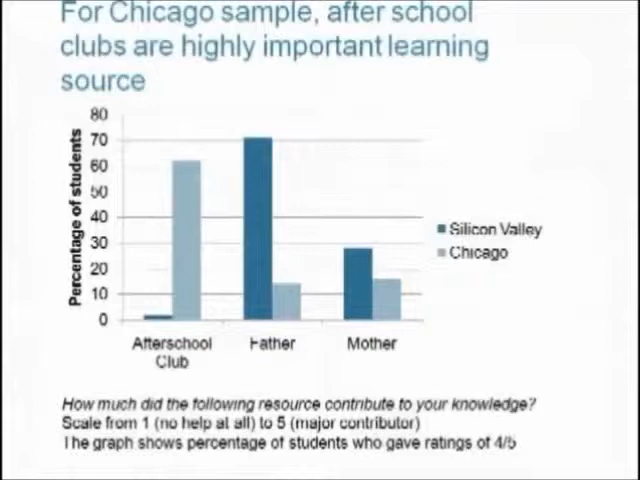 For Chicago sample, after school
clubs are highly important learning
source
80
70
60
50
40
30
20
10
0
Percentage of students
Afterschool
Club
Father
Mother
Silicon Valley
Chicago
How much did the following resource contribute to your knowledge?
Scale from 1 (no help at all) to 5 (major contributor)
The graph shows percentage of students who gave ratings of 4/5